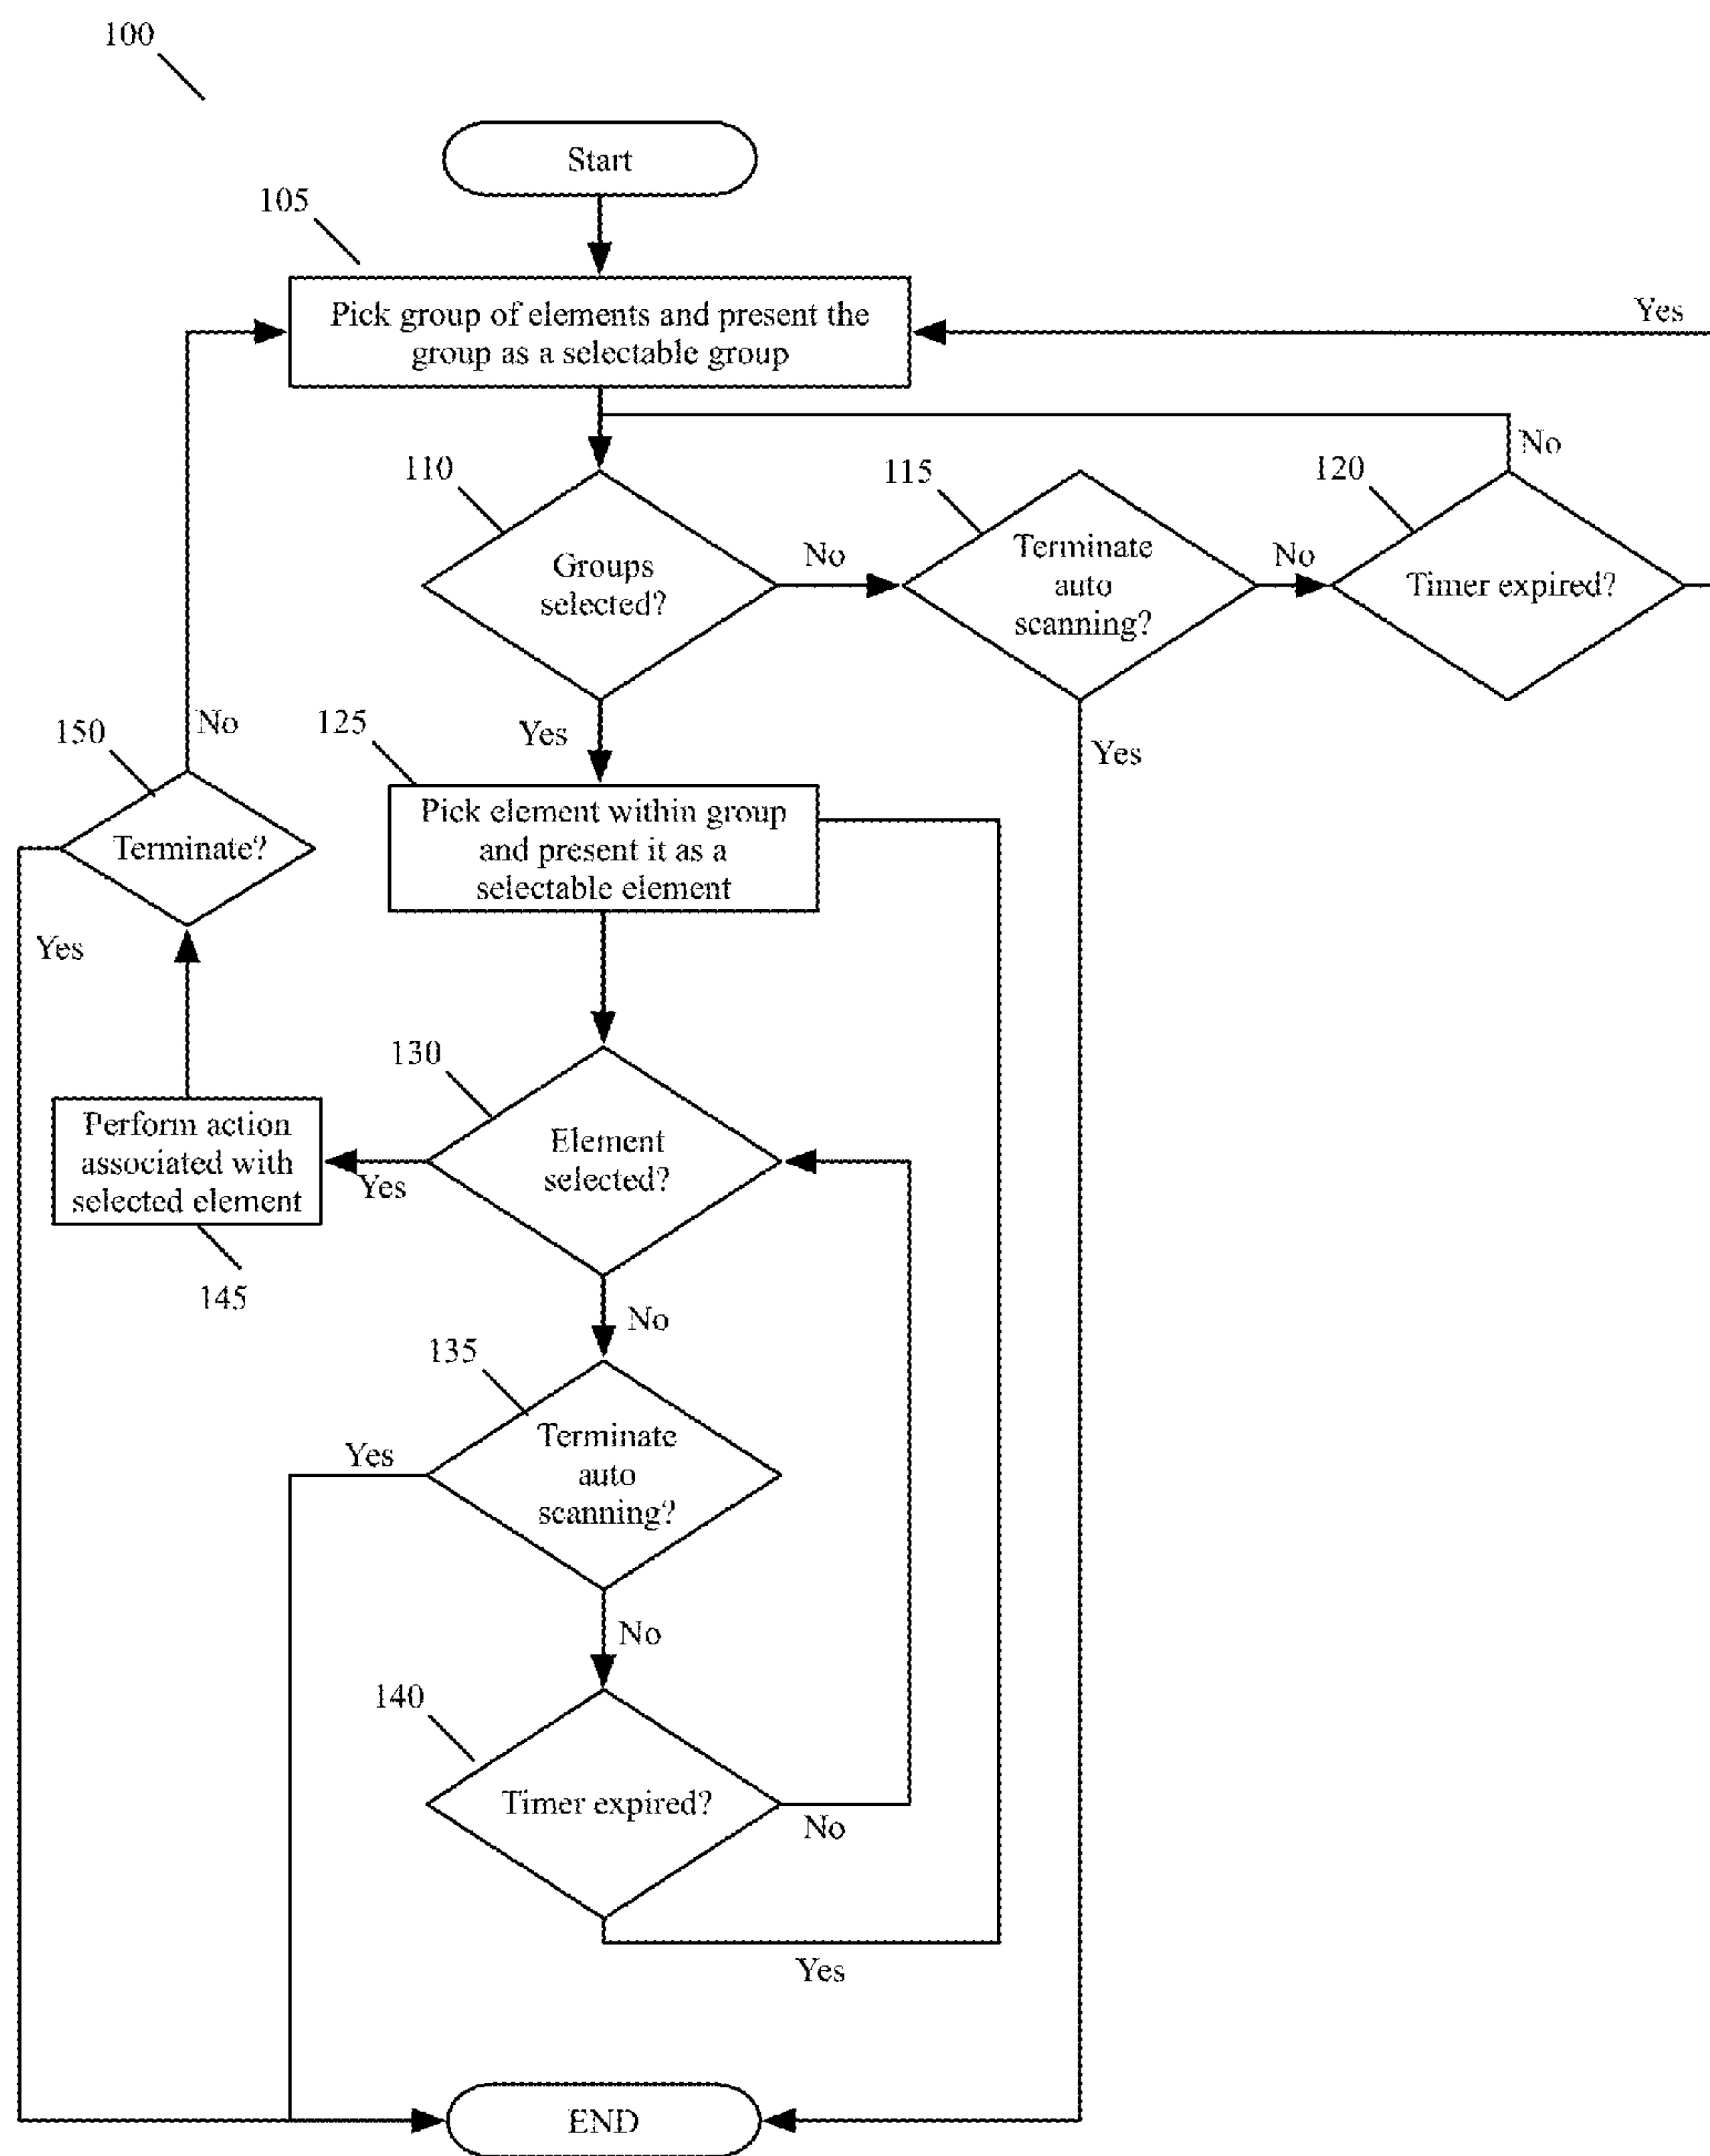 100
Start
105
Pick group of elements and present the
group as a selectable group
Yes
No
110
115
120
Groups
selected?
No
Terminate
auto
scanning?
No
Timer expired?
150
No
125
Yes
Yes
Terminate?
Pick element within group
and present it as a
selectable element
Yes
130
Perform action
associated with
selected element
Yes
Element
selected?
145
No
135
Yes
Terminate
auto
scanning?
No
140
Timer expired?
No
Yes
END